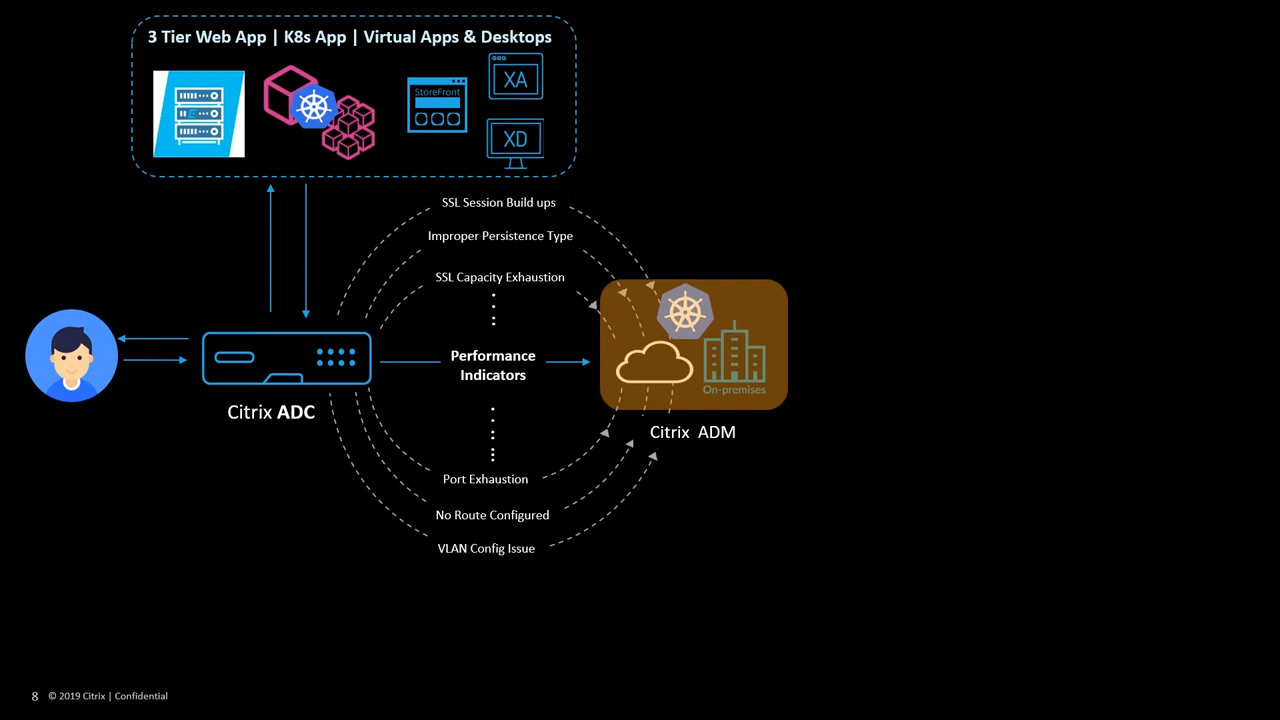 3 Tier Web App | K8s App | Virtual Apps & Desktops
StoreFront
XA
XD
SSL Session Build ups
Improper Persistence Type
SSL Capacity Exhaustion
Performance
Indicators
On-premises
Citrix ADC
Citrix ADM
Port Exhaustion
No Route Configured
VLAN Config Issue
8 © 2019 Citrix | Confidential